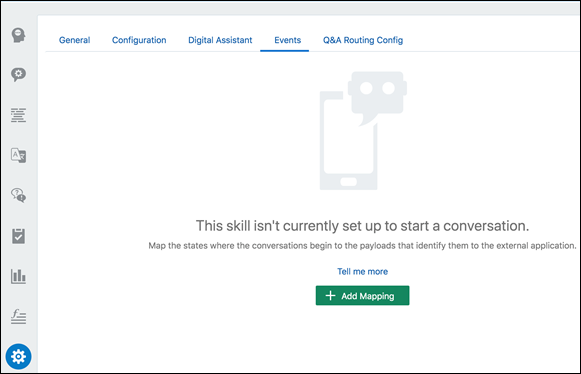 General Configuration Digital Assistant Events Q&A Routing Config
This skill isn't currently set up to start a conversation.
Map the states where the conversations begin to the payloads that identify them to the external application.
Tell me more
+ Add Mapping